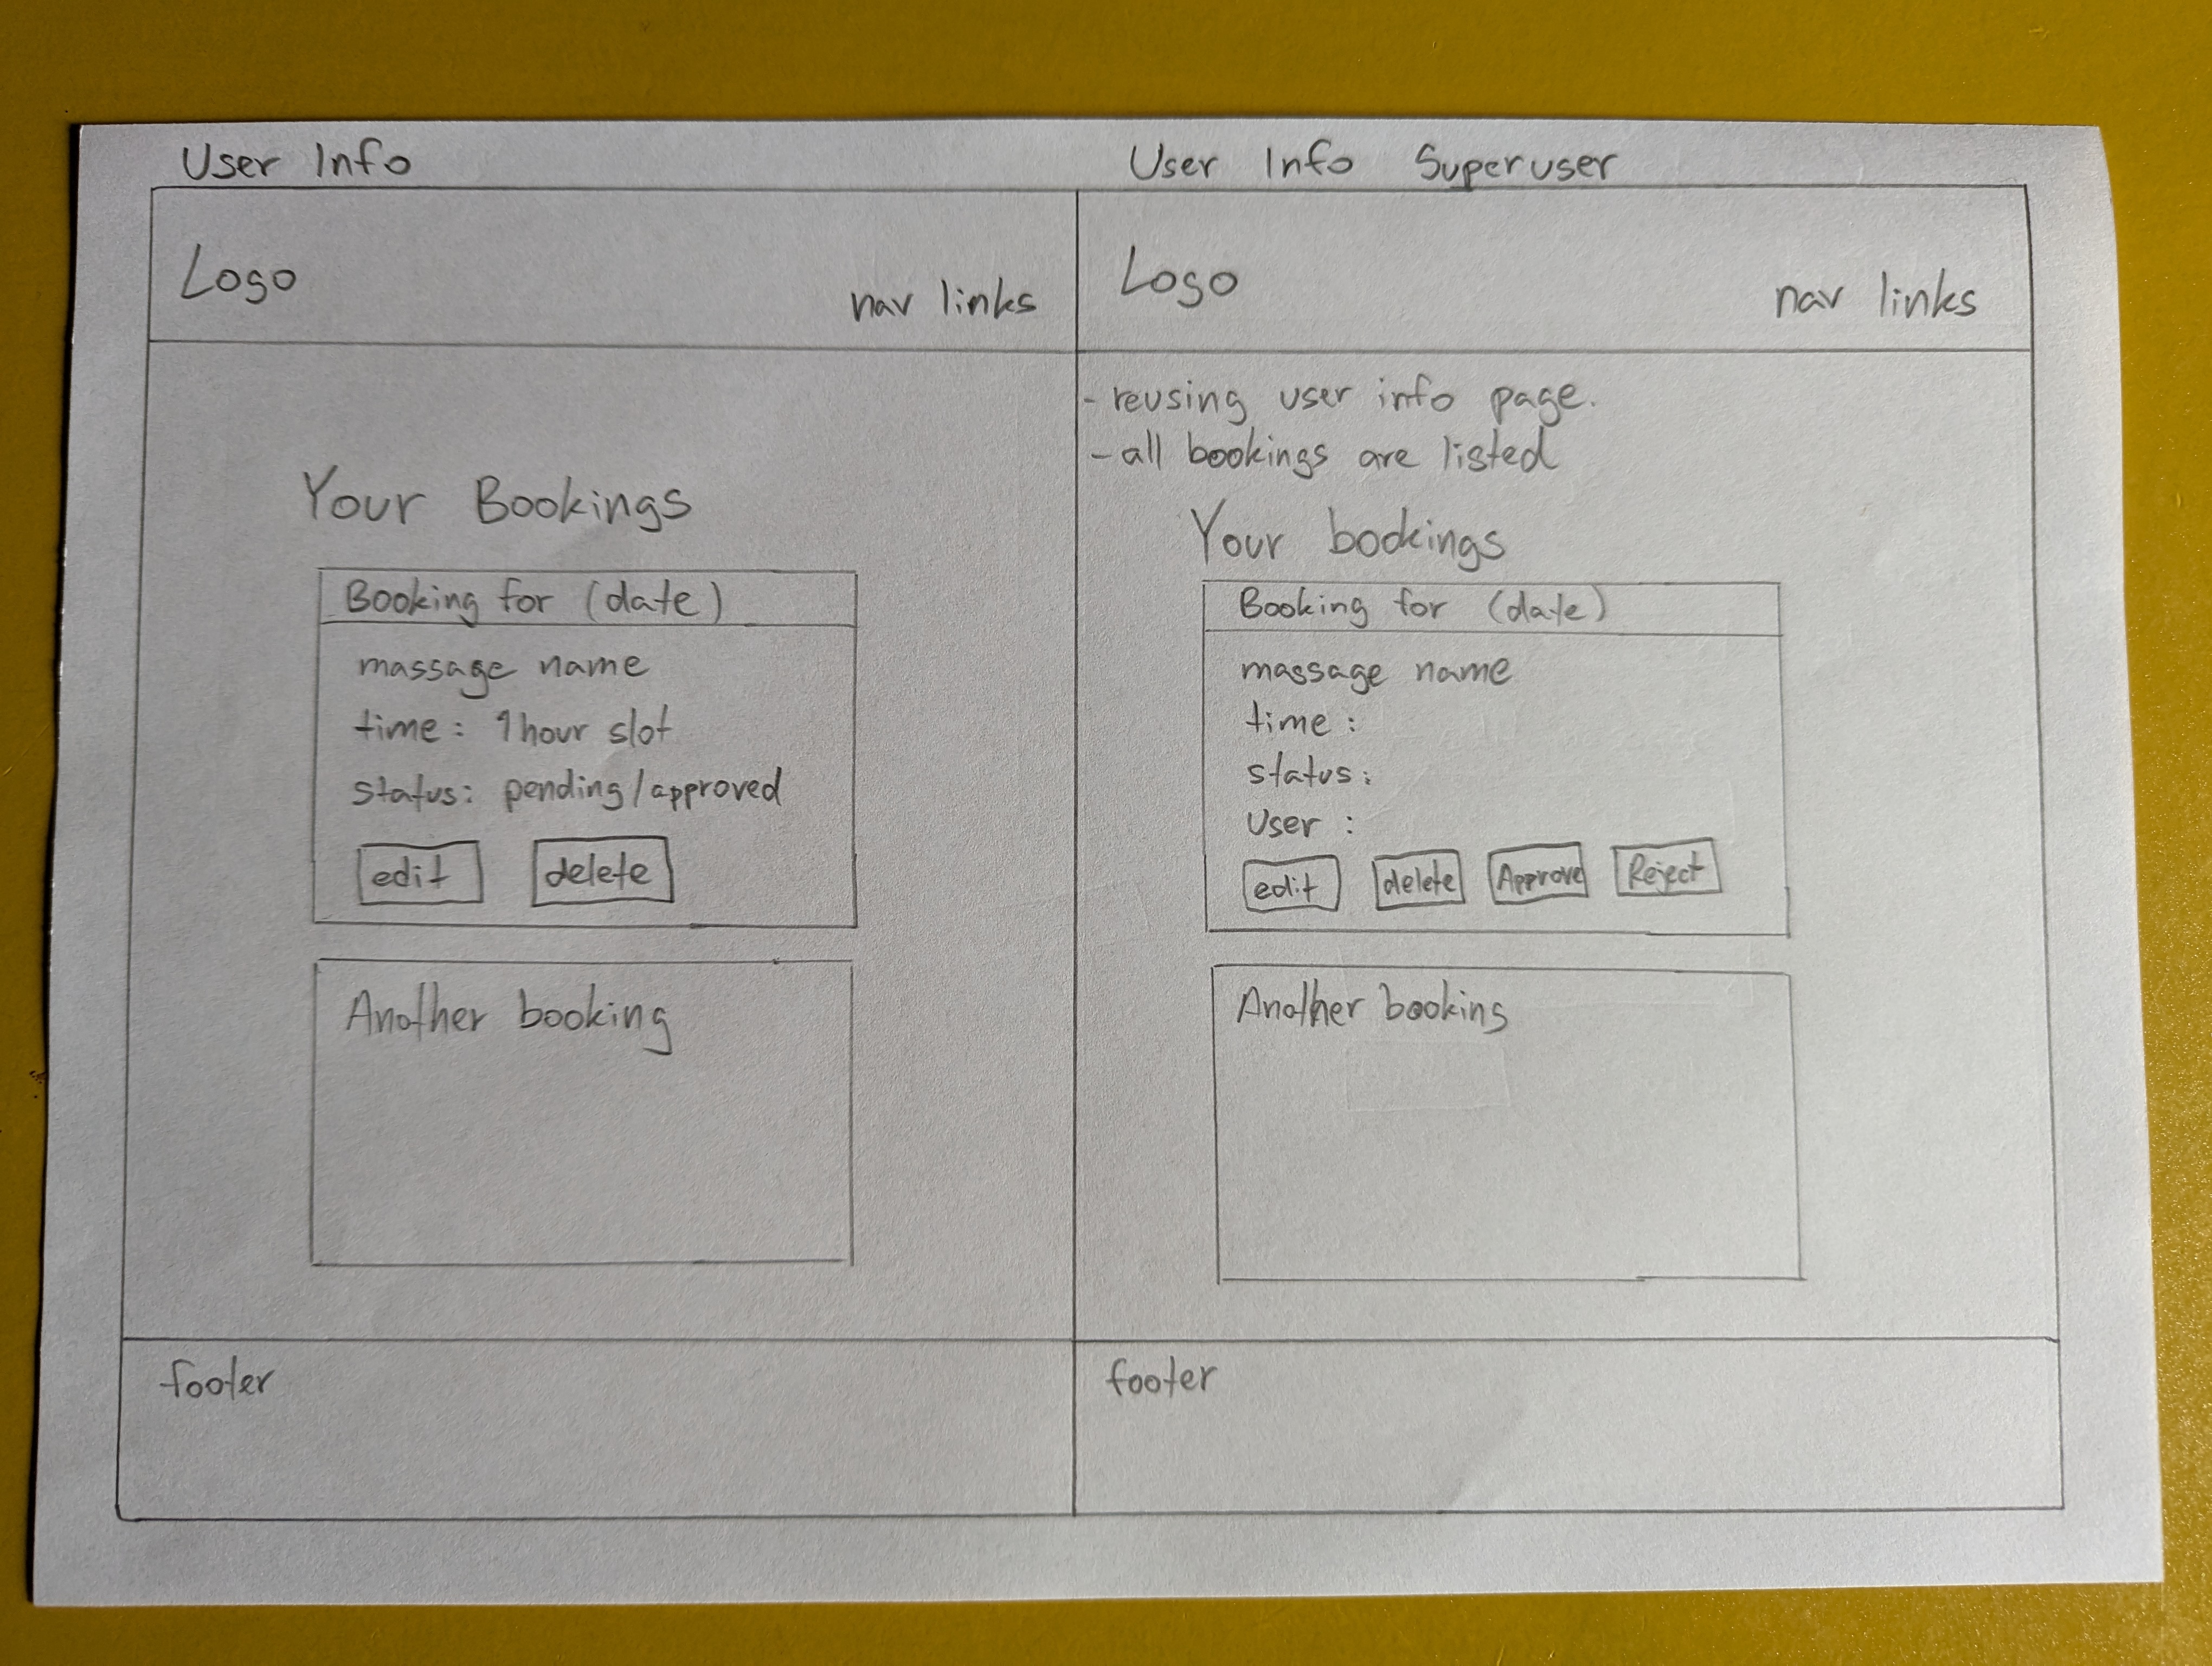 User Info
Logo
nav links
Your Bookings
Booking for (date)
massage name
time: 1hour slot
status: pending/approved
edit delete
Another booking
footer
User Info Superuser
Logo
nav links
- reusing user info page.
- all bookings are listed
Your bookings
Booking for (date)
massage name
time:
status:
User:
edit delete Approve Reject
Another booking
footer